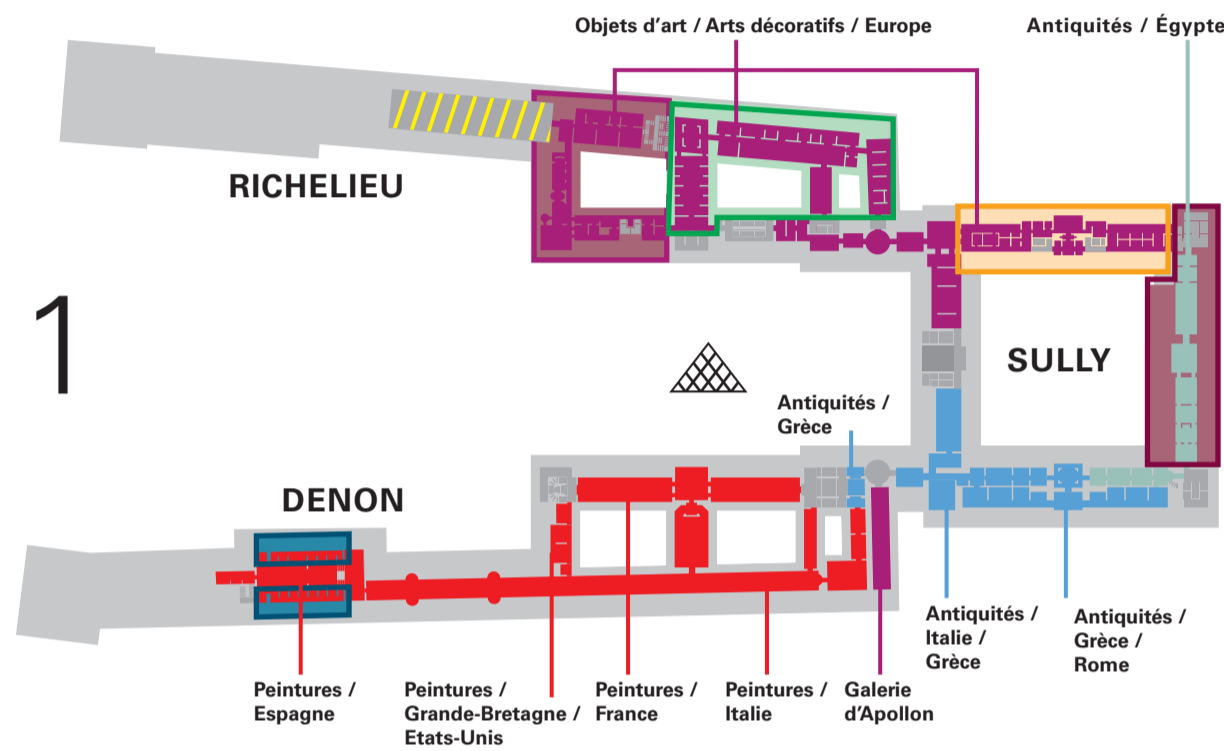 Objets d'art / Arts décoratifs / Europe
Antiquités / Égypte
RICHELIEU
1
SULLY
Antiquités /
Grèce
DENON
Antiquités /
Italie /
Grèce
Antiquités /
Grèce /
Rome
Peintures /
Espagne
Peintures /
Grande-Bretagne /
Etats-Unis
Peintures /
France
Peintures /
Italie
Galerie
d'Apollon